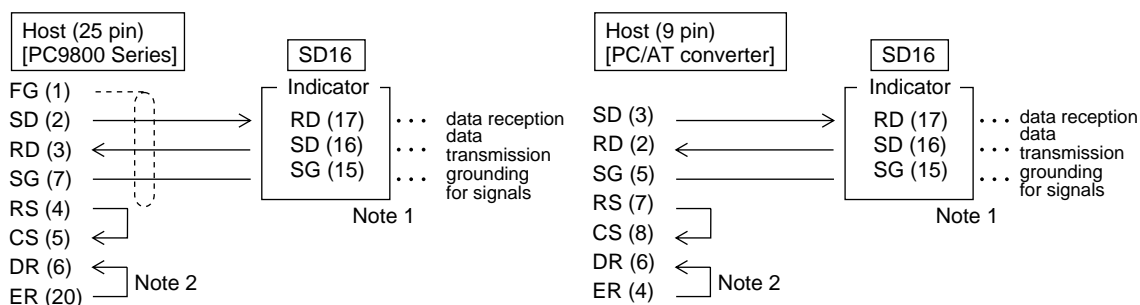 Host (25 pin)
[PC9800 Series]
SD16
FG (1)
Indicator
SD (2)
RD (17)
• • • data reception
RD (3)
SD (16)
• • • data transmission
SG (7)
SG (15)
• • • grounding for signals
RS (4)
Note 1
CS (5)
DR (6)
Note 2
ER (20)
Host (9 pin)
[PC/AT converter]
SD16
Indicator
SD (3)
RD (17)
• • • data reception
RD (2)
SD (16)
• • • data transmission
SG (5)
SG (15)
• • • grounding for signals
RS (7)
Note 1
CS (8)
DR (6)
Note 2
ER (4)